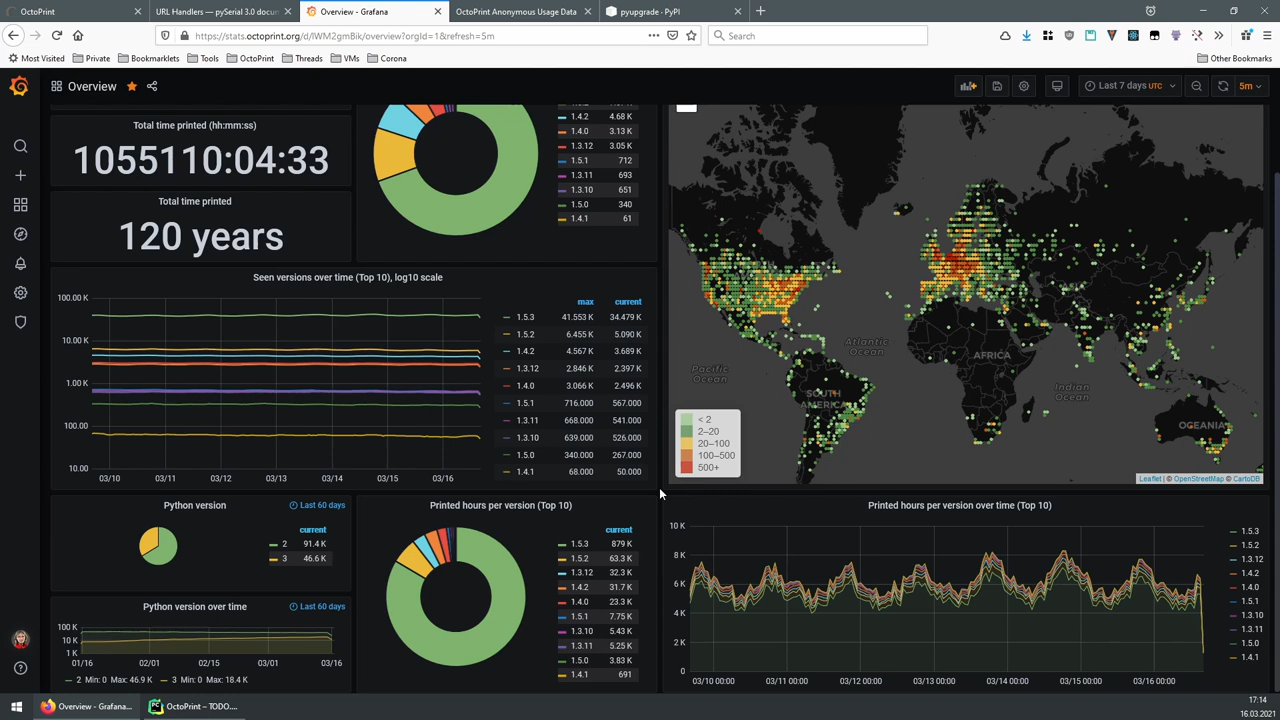 OctoPrint
URL Handlers — pySerial 3.0 docum
Overview - Grafana
OctoPrint Anonymous Usage Data
pyupgrade · PyPI
https://stats.octoprint.org/d/lWM2gmBik/overview?orgId=1&refresh=5m
Search
Most Visited
Private
Bookmarklets
Tools
OctoPrint
Threads
VMs
Corona
Other Bookmarks
Overview
Last 7 days UTC
5m
Total time printed (hh:mm:ss)
1055110:04:33
Total time printed
120 years
1.4.2 4.68 K
1.4.0 3.13 K
1.3.12 3.05 K
1.5.1 712
1.3.11 693
1.3.10 651
1.5.0 340
1.4.1 61
Seen versions over time (Top 10), log10 scale
100.00 K
10.00 K
1.00 K
100.00
10.00
03/10 03/11 03/12 03/13 03/14 03/15 03/16
max current
1.5.3 41.553 K 34.479 K
1.5.2 6.455 K 5.090 K
1.4.2 4.567 K 3.689 K
1.3.12 2.846 K 2.397 K
1.4.0 3.066 K 2.496 K
1.5.1 716.000 567.000
1.3.11 668.000 541.000
1.3.10 639.000 526.000
1.5.0 340.000 267.000
1.4.1 68.000 50.000
Atlantic
Ocean
AFRICA
Pacific
Ocean
Indian
Ocean
SOUTH
AMERICA
OCEANIA
< 2
2–20
20–100
100–500
500+
Leaflet | © OpenStreetMap © CartoDB
Python version
Last 60 days
current
2 91.4 K
3 46.6 K
Python version over time
Last 60 days
100 K
10 K
1 K
01/16 02/01 02/15 03/01 03/16
2 Min: 0 Max: 46.9 K
3 Min: 0 Max: 18.4 K
Printed hours per version (Top 10)
current
1.5.3 879 K
1.5.2 63.3 K
1.3.12 32.3 K
1.4.2 31.7 K
1.4.0 23.3 K
1.5.1 7.75 K
1.3.10 5.43 K
1.3.11 5.25 K
1.5.0 3.83 K
1.4.1 691
Printed hours per version over time (Top 10)
10 K
8 K
6 K
4 K
2 K
0
03/10 00:00 03/11 00:00 03/12 00:00 03/13 00:00 03/14 00:00 03/15 00:00 03/16 00:00
1.5.3
1.5.2
1.3.12
1.4.2
1.4.0
1.5.1
1.3.10
1.3.11
1.5.0
1.4.1
Overview - Grafana...
OctoPrint – TODO....
17:14
16.03.2021